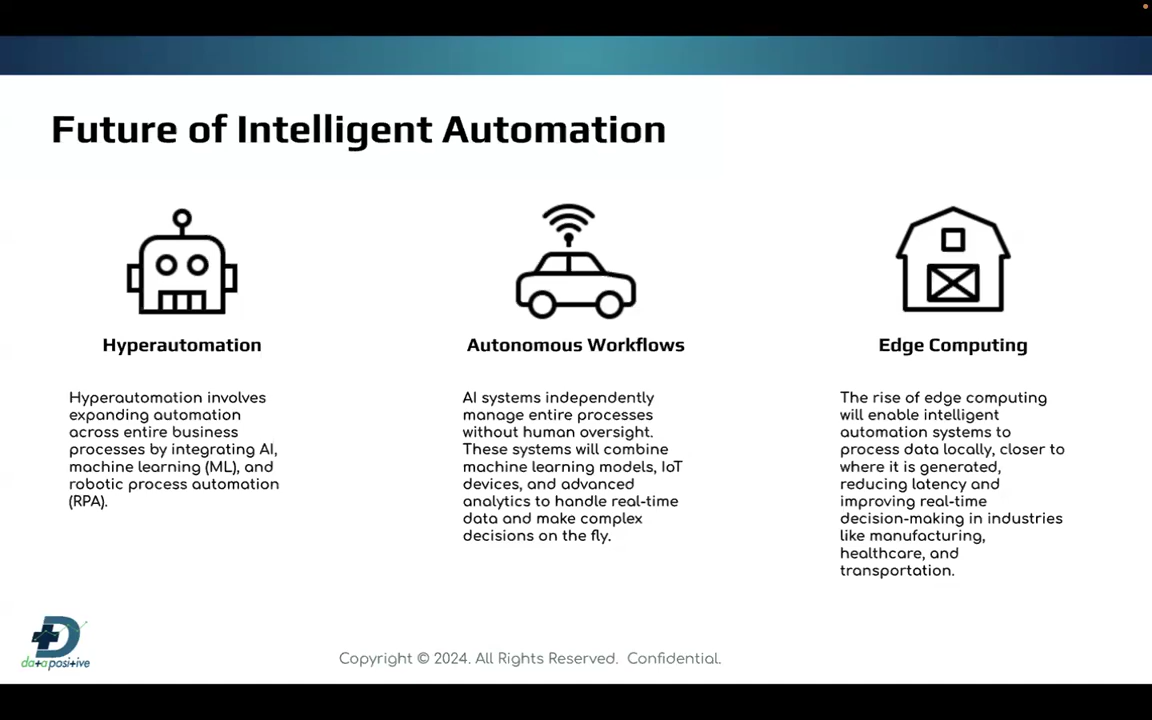 Future of Intelligent Automation
Hyperautomation
Hyperautomation involves
expanding automation
across entire business
processes by integrating AI,
machine learning (ML), and
robotic process automation
(RPA).
Autonomous Workflows
AI systems independently
manage entire processes
without human oversight.
These systems will combine
machine learning models, IoT
devices, and advanced
analytics to handle real-time
data and make complex
decisions on the fly.
Edge Computing
The rise of edge computing
will enable intelligent
automation systems to
process data locally, closer to
where it is generated,
reducing latency and
improving real-time
decision-making in industries
like manufacturing,
healthcare, and
transportation.
data positive
Copyright © 2024. All Rights Reserved. Confidential.